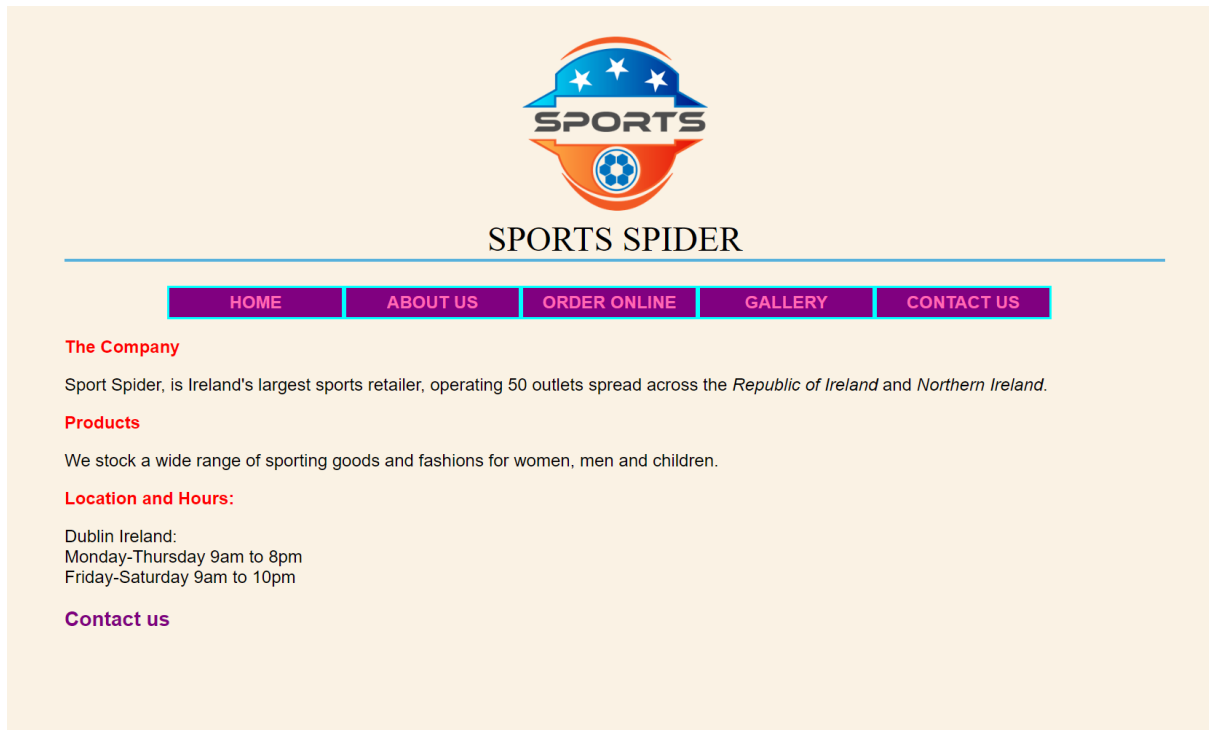 SPORTS
SPORTS SPIDER
HOME ABOUT US ORDER ONLINE GALLERY CONTACT US
The Company
Sport Spider, is Ireland's largest sports retailer, operating 50 outlets spread across the Republic of Ireland and Northern Ireland.
Products
We stock a wide range of sporting goods and fashions for women, men and children.
Location and Hours:
Dublin Ireland:
Monday-Thursday 9am to 8pm
Friday-Saturday 9am to 10pm
Contact us